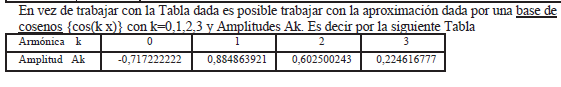 En vez de trabajar con la Tabla dada es posible trabajar con la aproximación dada por una base de
cosenos {cos(k x)} con k=0,1,2,3 y Amplitudes Ak. Es decir por la siguiente Tabla
Armónica k 0 1 2 3
Amplitud Ak -0,717222222 0,884863921 0,602500243 0,224616777